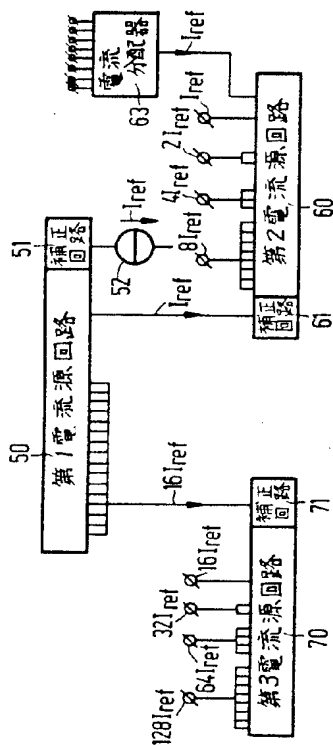 50
第1電流源回路
補正回路
51
52
Iref
Iref
16Iref
電流分配器
63
Iref
8Iref
4Iref
2Iref
Iref
補正回路
61
第2電流源回路
60
128Iref
64Iref
32Iref
16Iref
第3電流源回路
70
補正回路
71